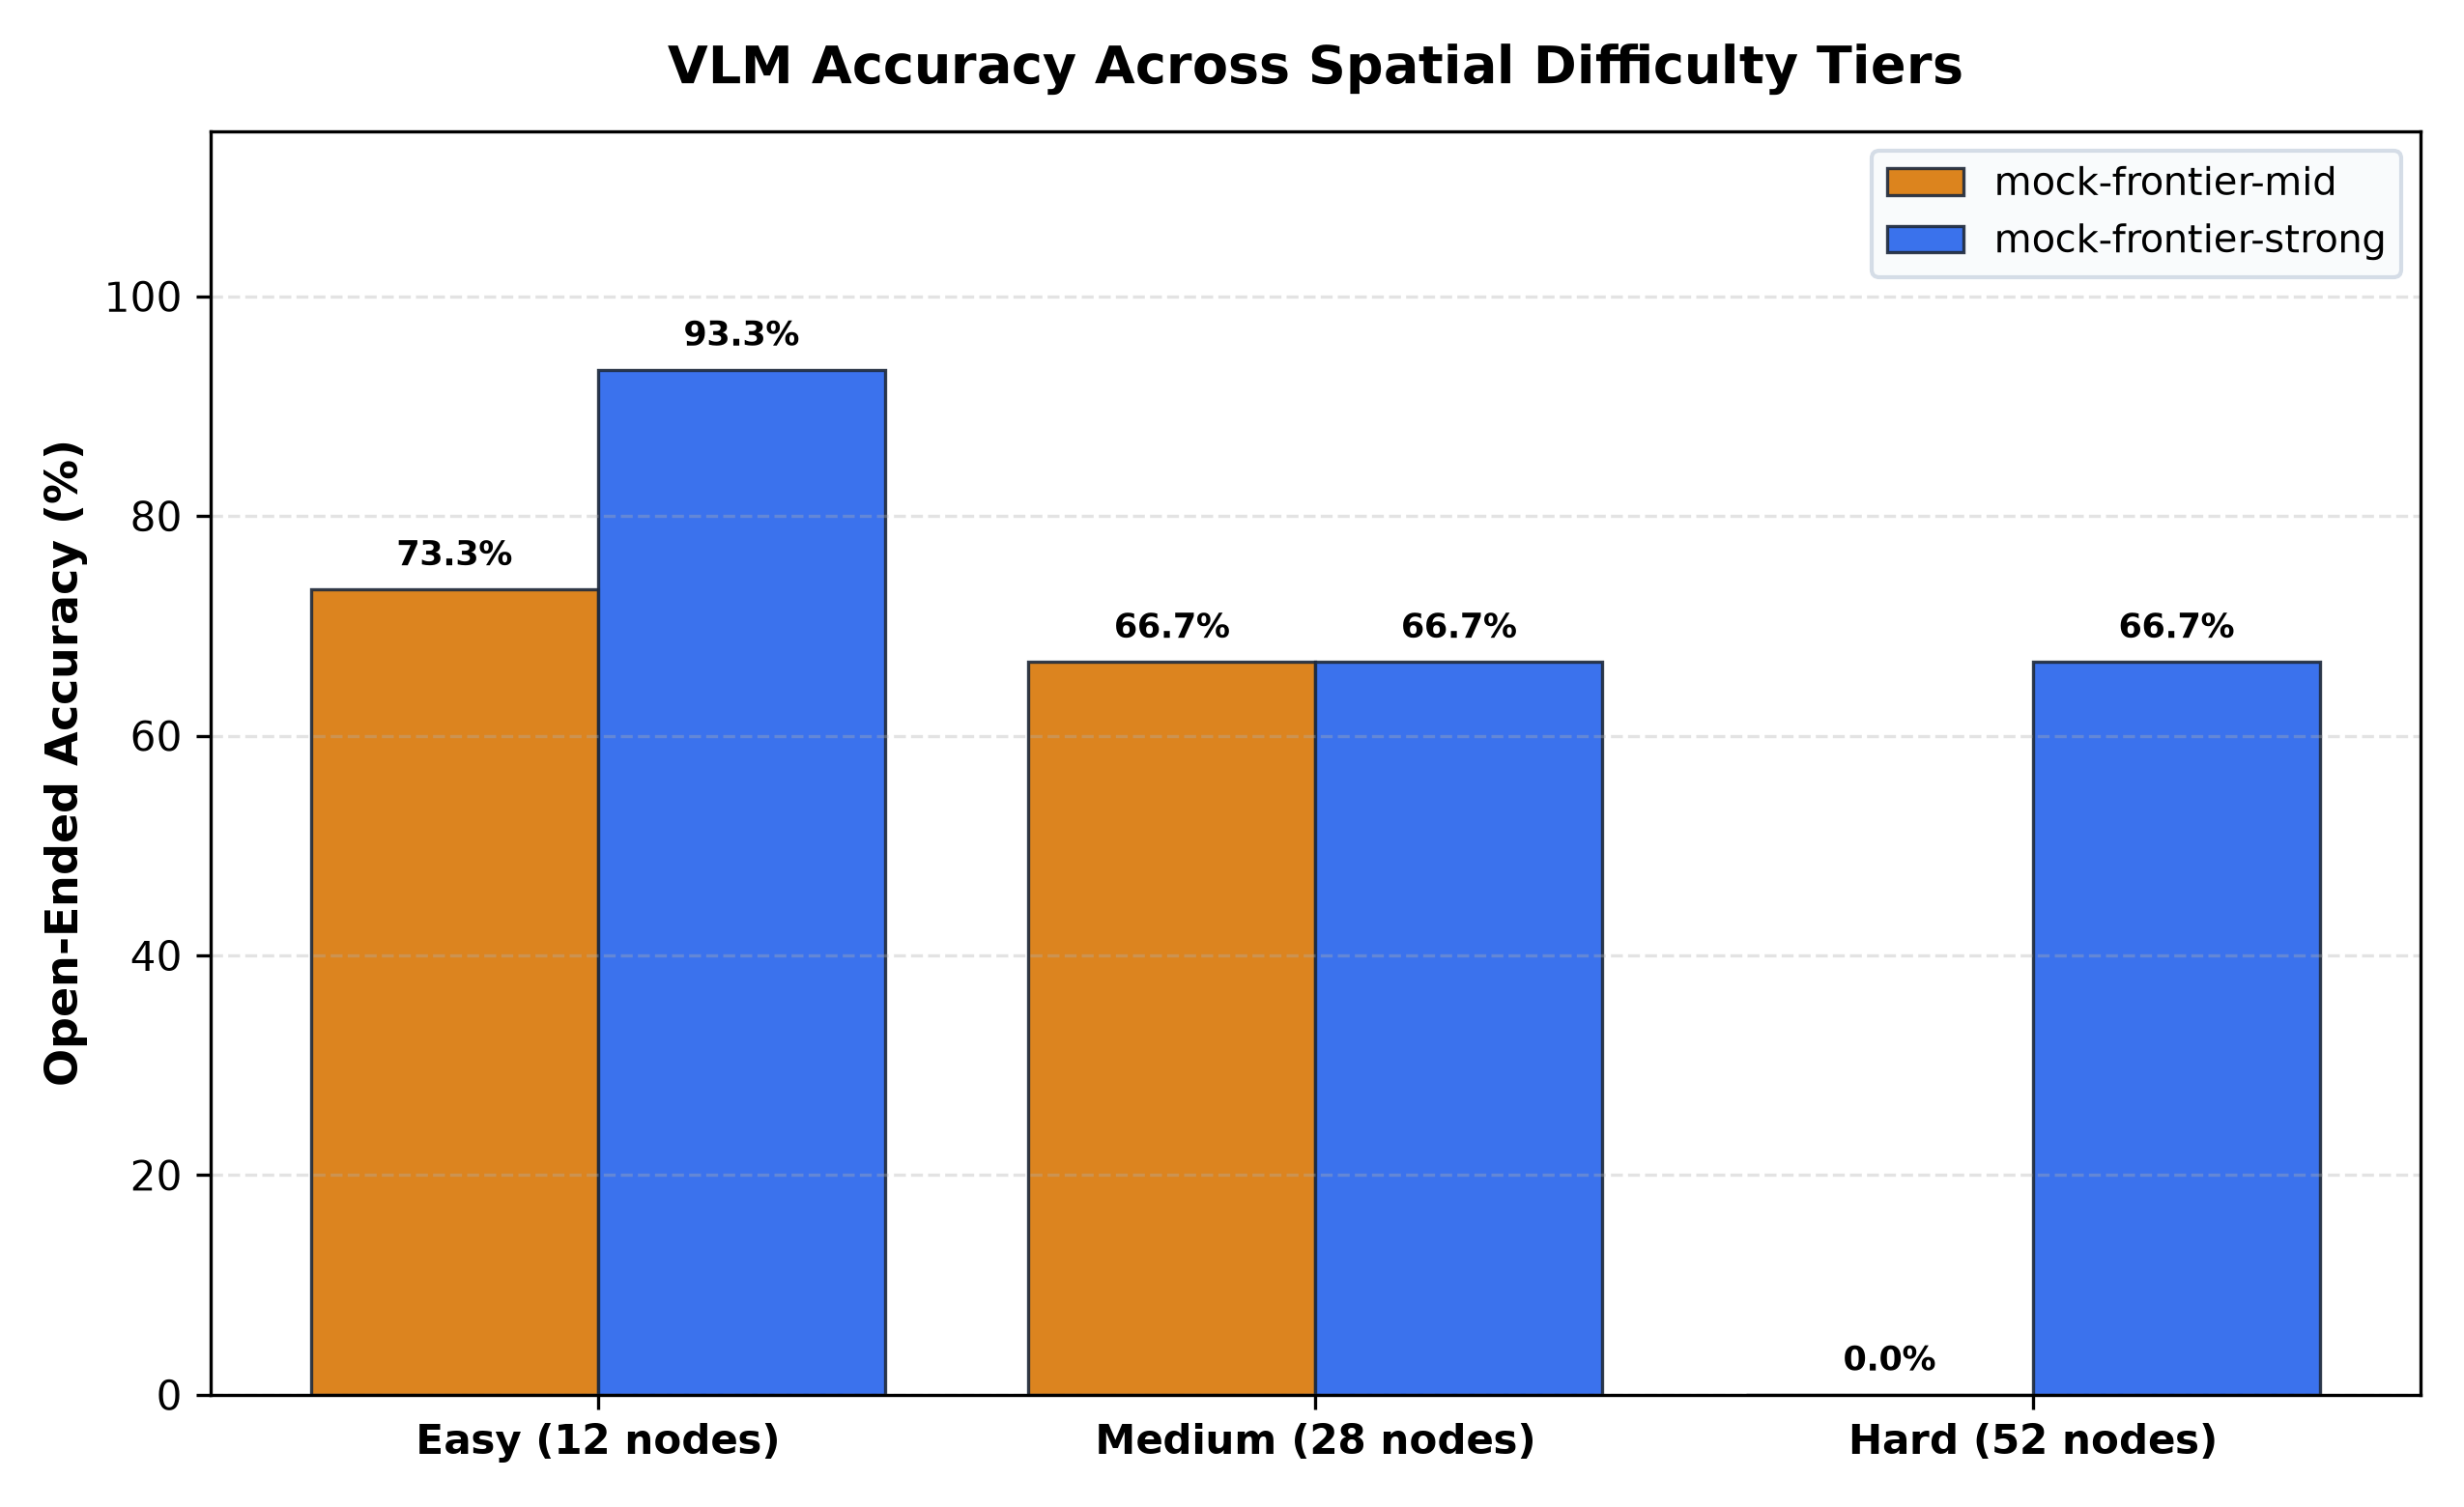 VLM Accuracy Across Spatial Difficulty Tiers
mock-frontier-mid
mock-frontier-strong
Open-Ended Accuracy (%)
100
80
60
40
20
0
73.3%
93.3%
66.7%
66.7%
0.0%
66.7%
Easy (12 nodes)
Medium (28 nodes)
Hard (52 nodes)